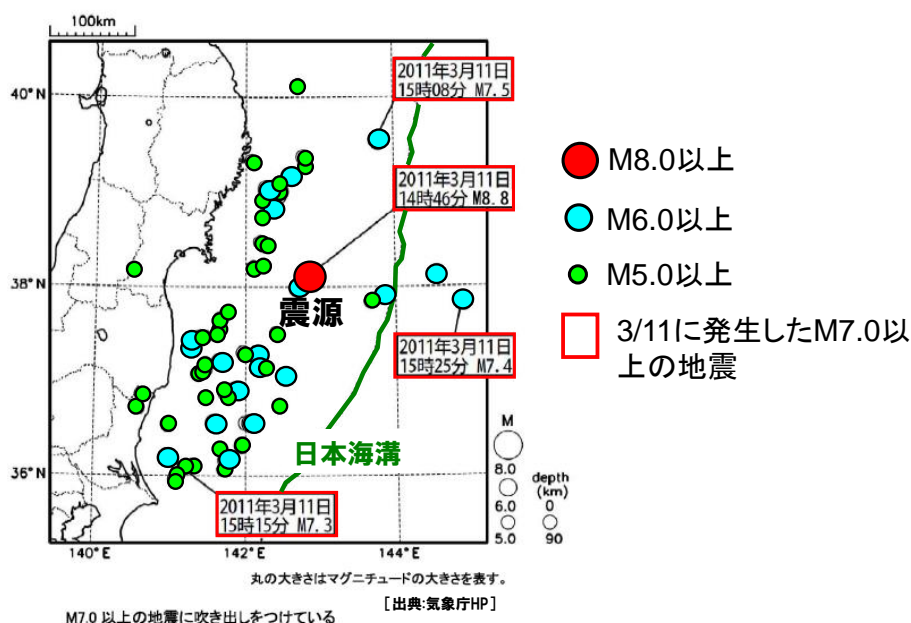 100km
40°N
38°N
36°N
140°E
142°E
144°E
2011年3月11日
15時08分 M7.5
2011年3月11日
14時46分 M8.8
震源
2011年3月11日
15時25分 M7.4
日本海溝
2011年3月11日
15時15分 M7.3
M
8.0
6.0
5.0
depth
(km)
0
90
丸の大きさはマグニチュードの大きさを表す。
[出典:気象庁HP]
M7.0 以上の地震に吹き出しをつけている
M8.0以上
M6.0以上
M5.0以上
3/11に発生したM7.0以
上の地震